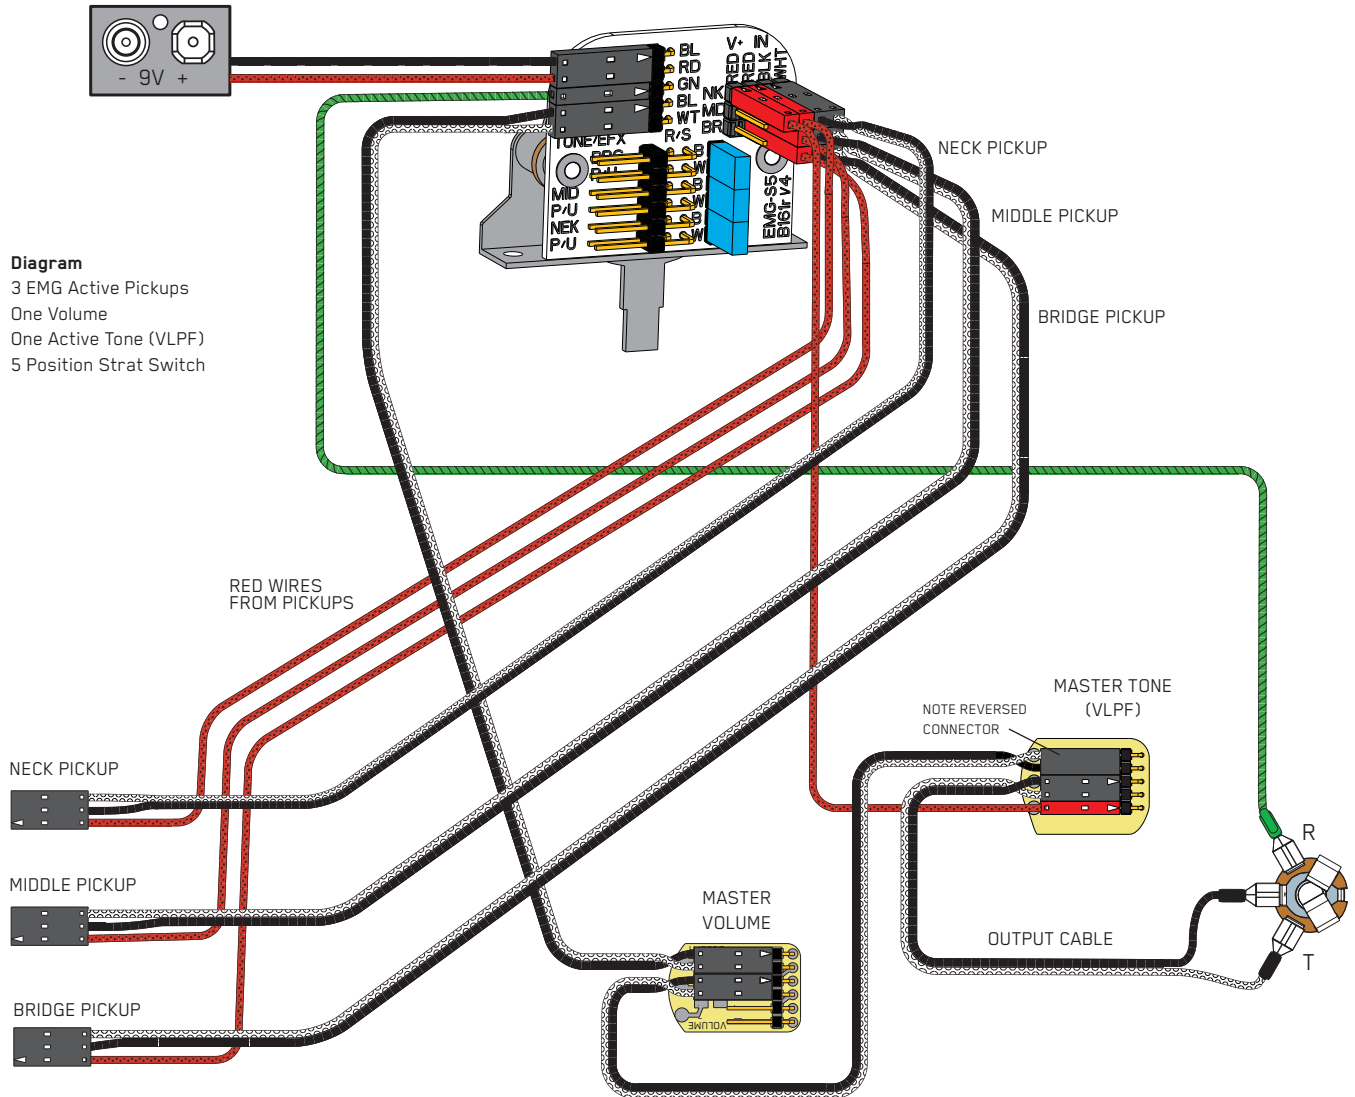 - 9V +
BL
RD
GN
BL
WT
R/S
TONE/EFX
V+ IN
RED
RED
BLK
WHT
NK
MD
BR
B
W
B
W
B
W
MID
P/U
NEK
P/U
EMG-S5
B161r v4
NECK PICKUP
MIDDLE PICKUP
BRIDGE PICKUP
Diagram
3 EMG Active Pickups
One Volume
One Active Tone (VLPF)
5 Position Strat Switch
RED WIRES
FROM PICKUPS
MASTER TONE
(VLPF)
NOTE REVERSED
CONNECTOR
NECK PICKUP
MIDDLE PICKUP
BRIDGE PICKUP
MASTER
VOLUME
VOLUME
OUTPUT CABLE
R
T